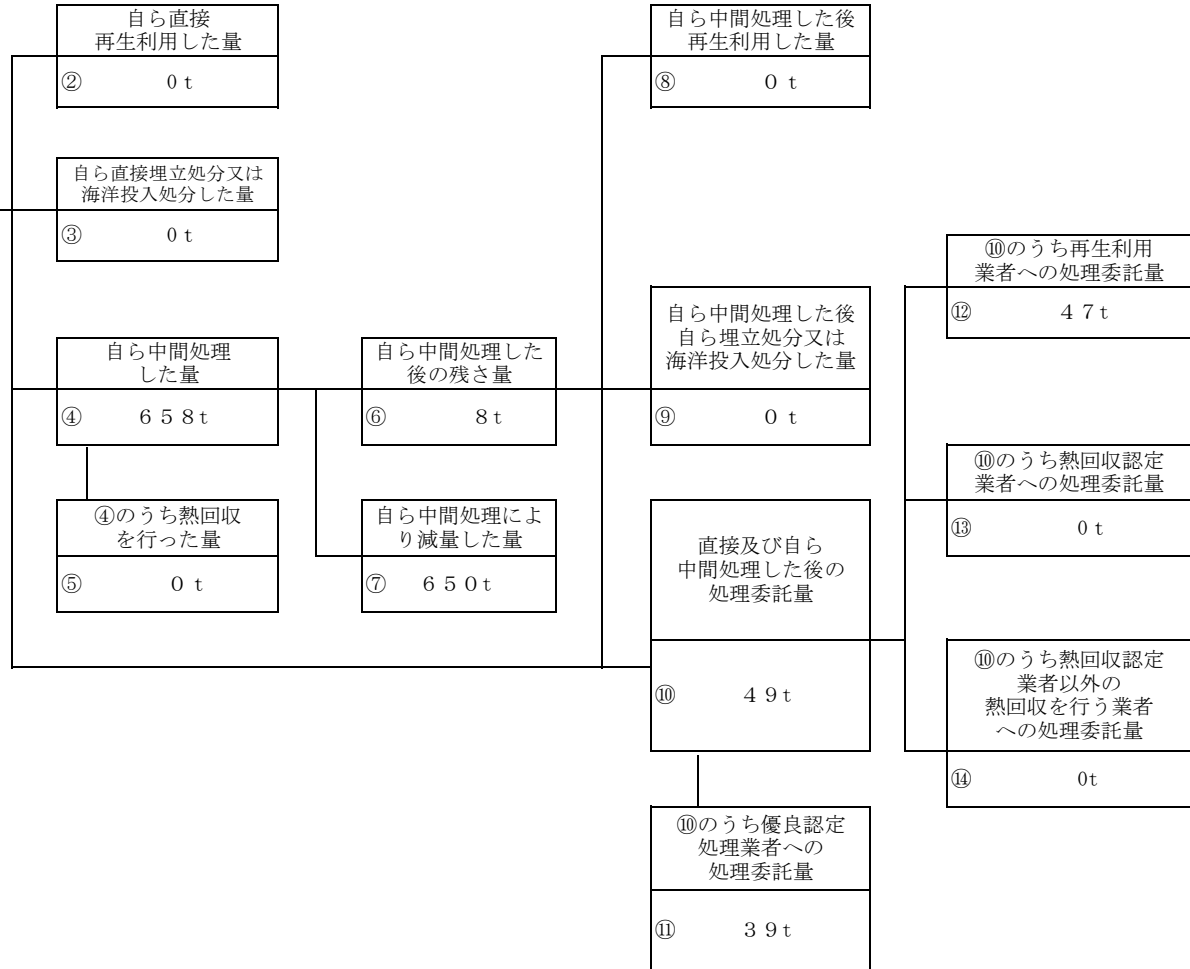 自ら直接
再生利用した量
② 0 t
自ら中間処理した後
再生利用した量
⑧ 0 t
自ら直接埋立処分又は
海洋投入処分した量
③ 0 t
⑩のうち再生利用
業者への処理委託量
⑫ 4 7 t
自ら中間処理した後
自ら埋立処分又は
海洋投入処分した量
⑨ 0 t
自ら中間処理
した量
④ 6 5 8 t
自ら中間処理した
後の残さ量
⑥ 8 t
⑩のうち熱回収認定
業者への処理委託量
⑬ 0 t
④のうち熱回収
を行った量
⑤ 0 t
自ら中間処理によ
り減量した量
⑦ 6 5 0 t
直接及び自ら
中間処理した後の
処理委託量
⑩ 4 9 t
⑩のうち熱回収認定
業者以外の
熱回収を行う業者
への処理委託量
⑭ 0t
⑩のうち優良認定
処理業者への
処理委託量
⑪ 3 9 t